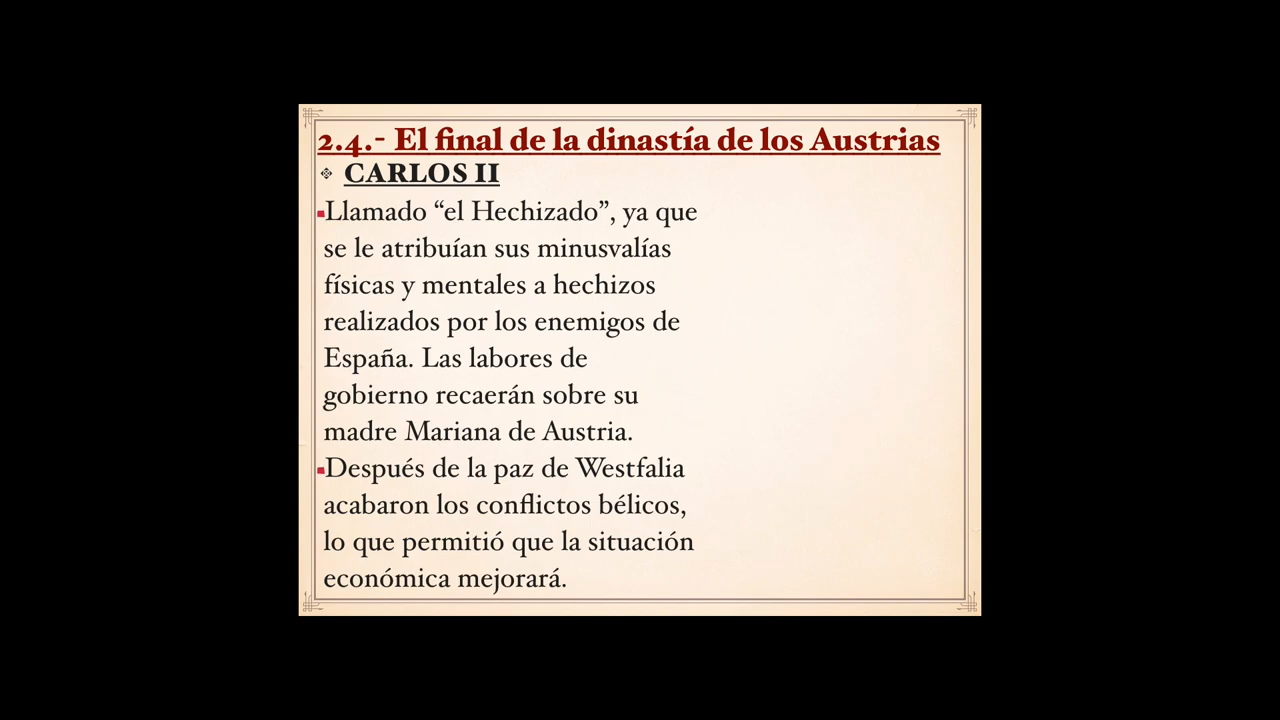 2.4.- El final de la dinastía de los Austrias
CARLOS II
Llamado “el Hechizado”, ya que
se le atribuían sus minusvalías
físicas y mentales a hechizos
realizados por los enemigos de
España. Las labores de
gobierno recaerán sobre su
madre Mariana de Austria.
Después de la paz de Westfalia
acabaron los conflictos bélicos,
lo que permitió que la situación
económica mejorará.